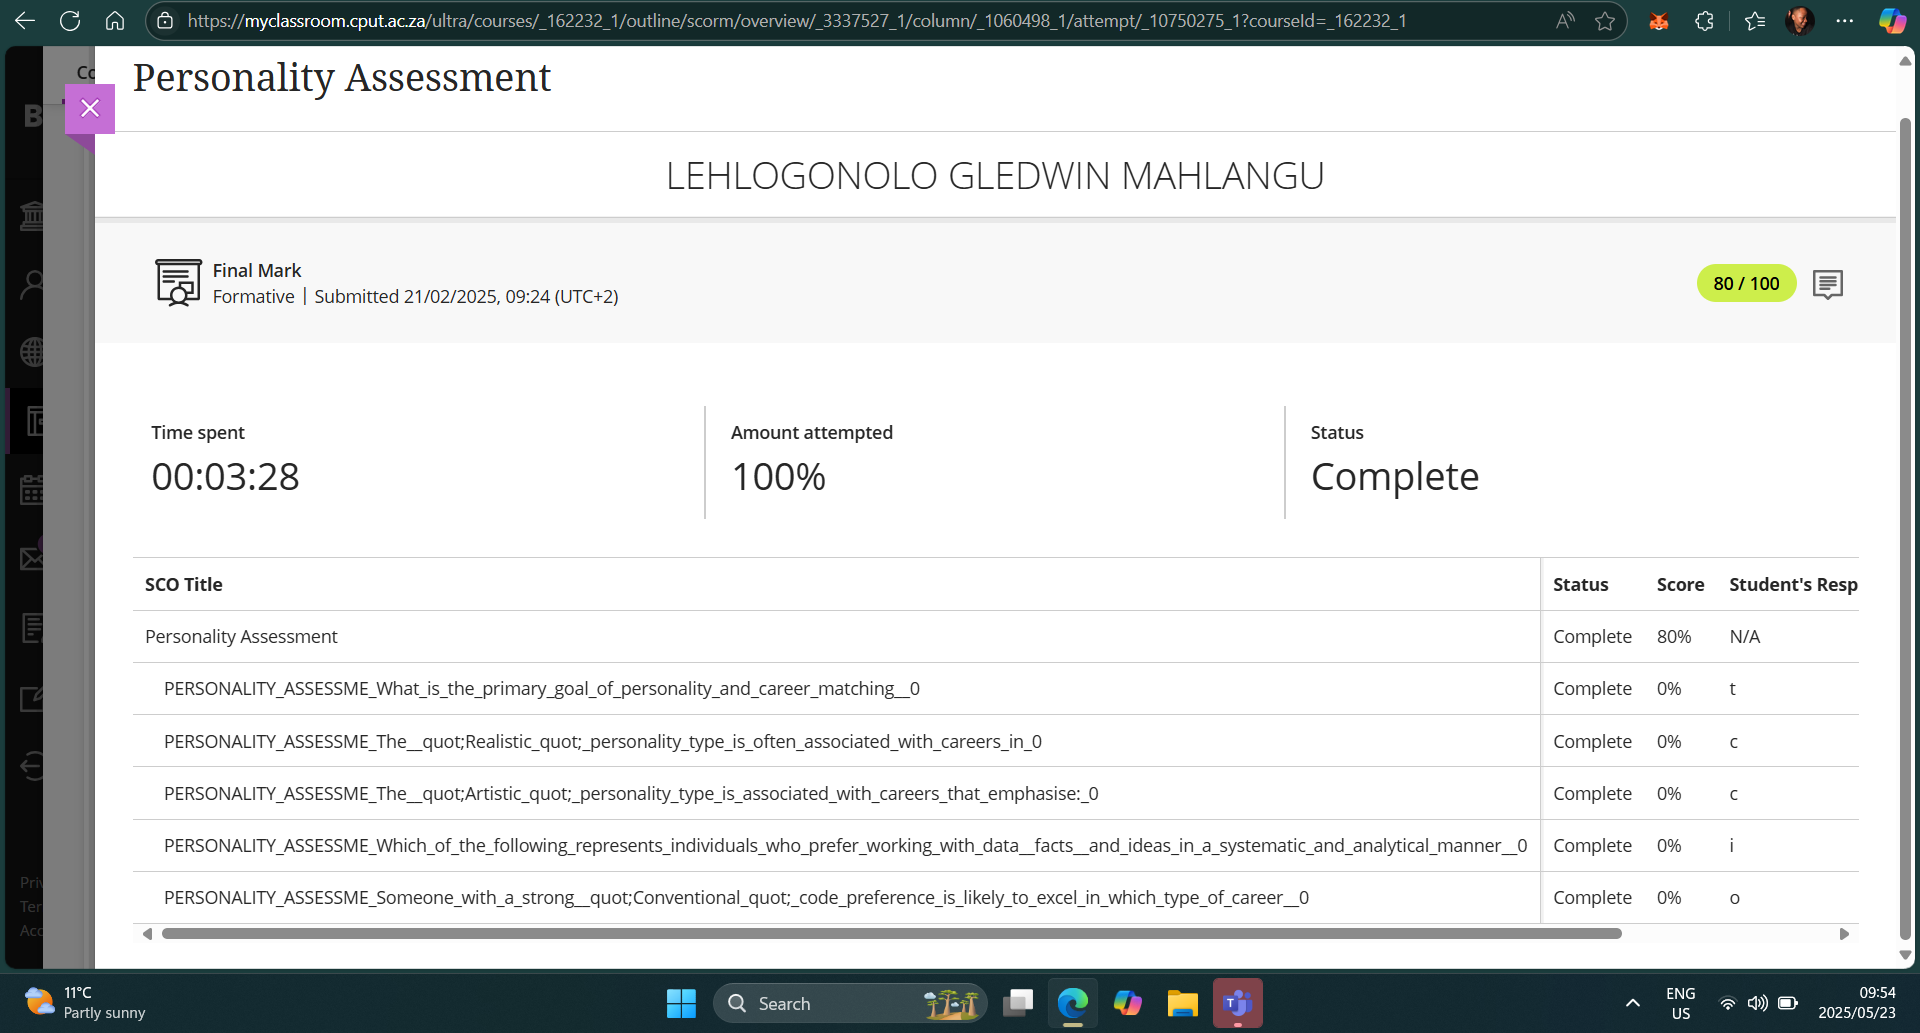 https://myclassroom.cput.ac.za/ultra/courses/_162232_1/outline/scorm/overview/_3337527_1/column/_1060498_1/attempt/_10750275_1?courseId=_162232_1
Personality Assessment
LEHLOGONOLO GLEDWIN MAHLANGU
Final Mark
Formative | Submitted 21/02/2025, 09:24 (UTC+2)
80 / 100
Time spent
00:03:28
Amount attempted
100%
Status
Complete
SCO Title Status Score Student's Resp
Personality Assessment Complete 80% N/A
PERSONALITY_ASSESSME_What_is_the_primary_goal_of_personality_and_career_matching__0 Complete 0% t
PERSONALITY_ASSESSME_The__quot;Realistic_quot;_personality_type_is_often_associated_with_careers_in_0 Complete 0% c
PERSONALITY_ASSESSME_The__quot;Artistic_quot;_personality_type_is_associated_with_careers_that_emphasise:_0 Complete 0% c
PERSONALITY_ASSESSME_Which_of_the_following_represents_individuals_who_prefer_working_with_data__facts__and_ideas_in_a_systematic_and_analytical_manner__0 Complete 0% i
PERSONALITY_ASSESSME_Someone_with_a_strong__quot;Conventional_quot;_code_preference_is_likely_to_excel_in_which_type_of_career__0 Complete 0% o
11°C
Partly sunny
Search
ENG
US
09:54
2025/05/23